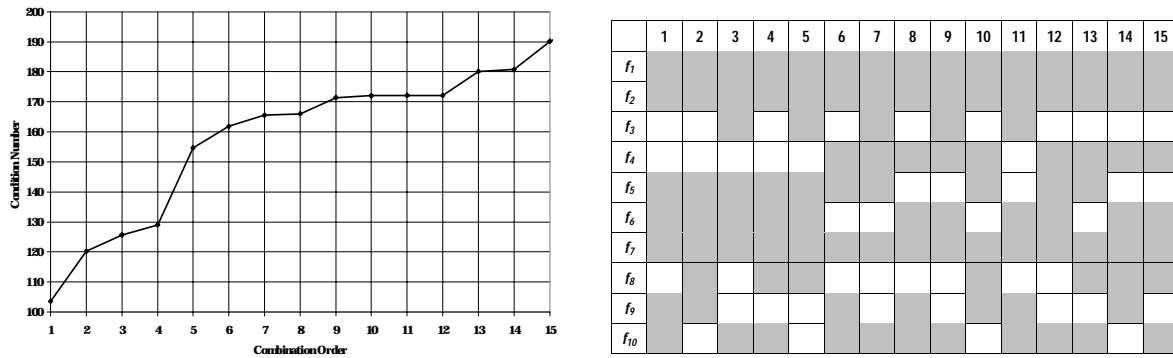 200
190
180
170
160
150
140
130
120
110
100
Condition Number
1 2 3 4 5 6 7 8 9 10 11 12 13 14 15
Combination Order
1 2 3 4 5 6 7 8 9 10 11 12 13 14 15
f1
f2
f3
f4
f5
f6
f7
f8
f9
f10